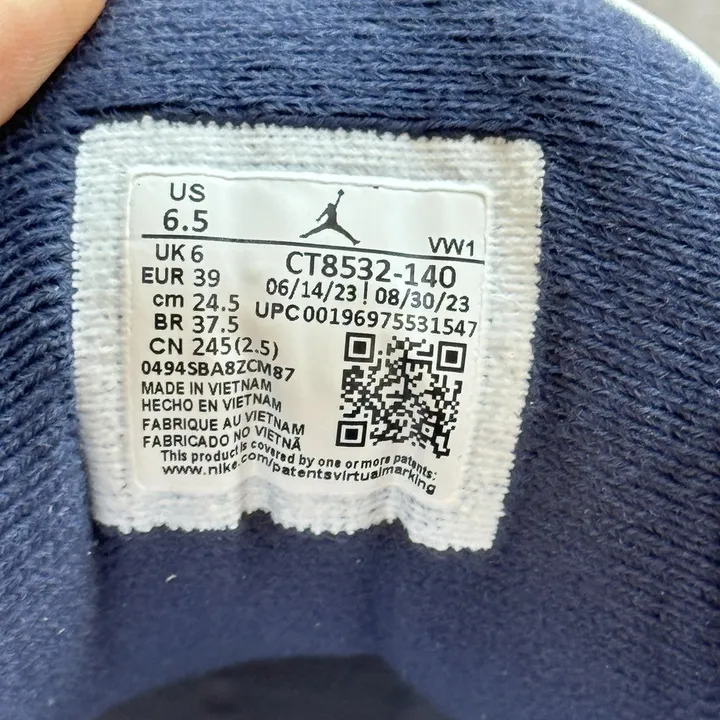 US
6.5
VW1
UK 6
EUR 39
cm 24.5
BR 37.5
CN 245(2.5)
CT8532-140
06/14/23 | 08/30/23
UPC00196975531547
0494SBA8ZCM87
MADE IN VIETNAM
HECHO EN VIETNAM
FABRIQUE AU VIETNAM
FABRICADO NO VIETNÃ
This product is covered by one or more patents:
www.nike.com/patentsvirtualmarking